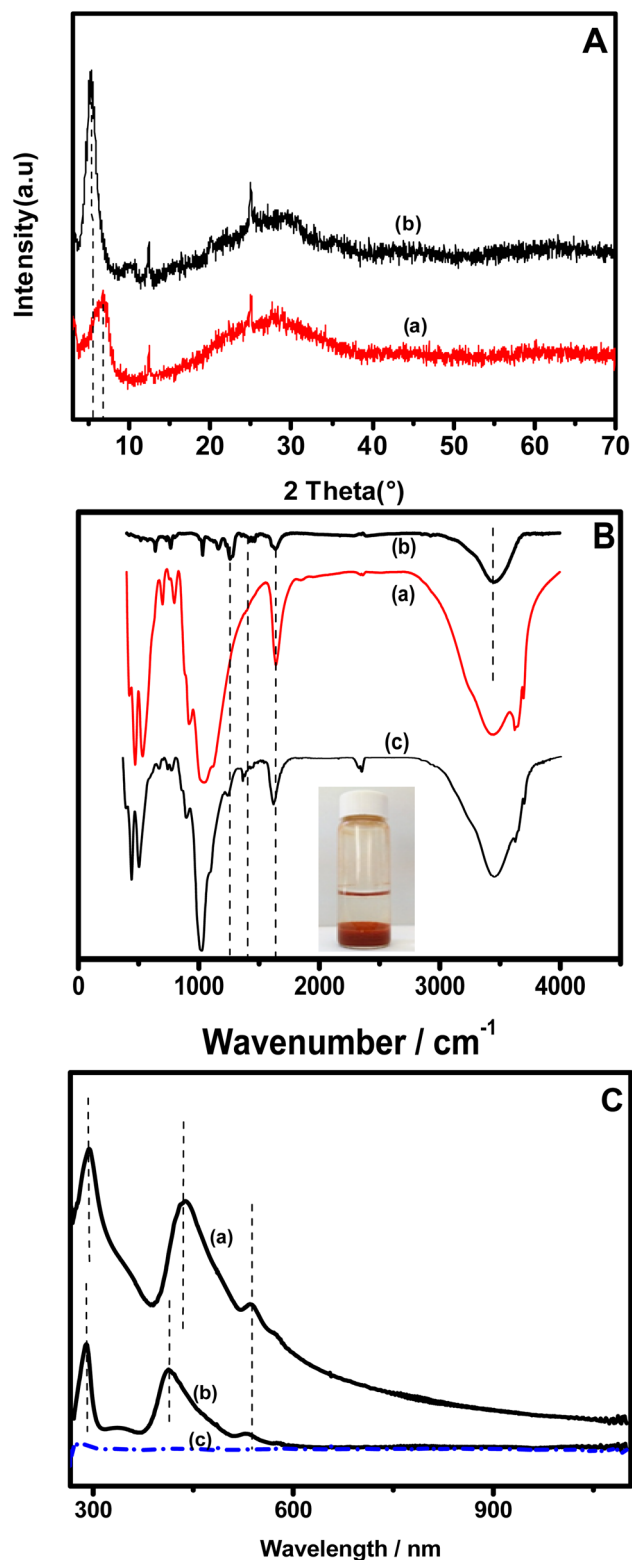 A
Intensity(a.u)
(b)
(a)
10 20 30 40 50 60 70
2 Theta(°)
B
(b)
(a)
(c)
0 1000 2000 3000 4000
Wavenumber / cm-1
C
(a)
(b)
(c)
300 600 900
Wavelength / nm